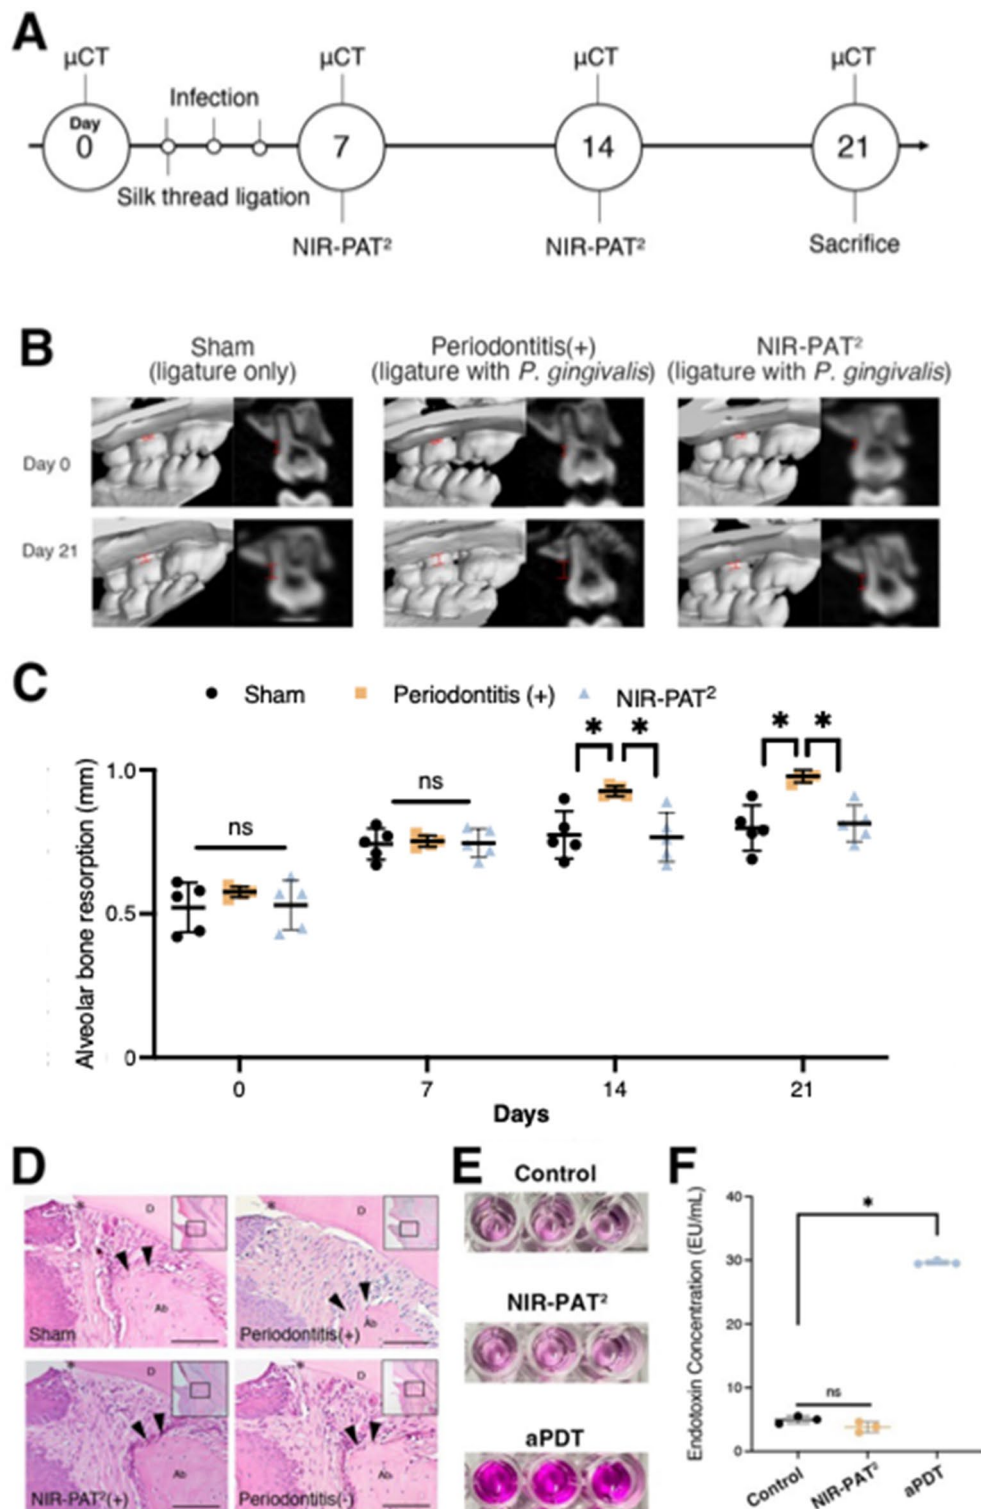 A
μCT μCT μCT μCT
Infection
Day
0 7 14 21
Silk thread ligation
NIR-PAT² NIR-PAT² Sacrifice
B
Sham Periodontitis(+) NIR-PAT²
(ligature only) (ligature with P. gingivalis) (ligature with P. gingivalis)
Day 0
Day 21
C
Sham Periodontitis (+) NIR-PAT²
* * * *
ns
ns
1.0
0.5
0
Alveolar bone resorption (mm)
0 7 14 21
Days
D
* D
Ab
Sham
* D
Ab
Periodontitis(+)
* D
Ab
NIR-PAT²(+)
* D
Ab
Periodontitis(-)
E
Control
NIR-PAT²
aPDT
F
Endotoxin Concentration (EU/mL)
40
30
20
10
0
*
ns
Control NIR-PAT² aPDT